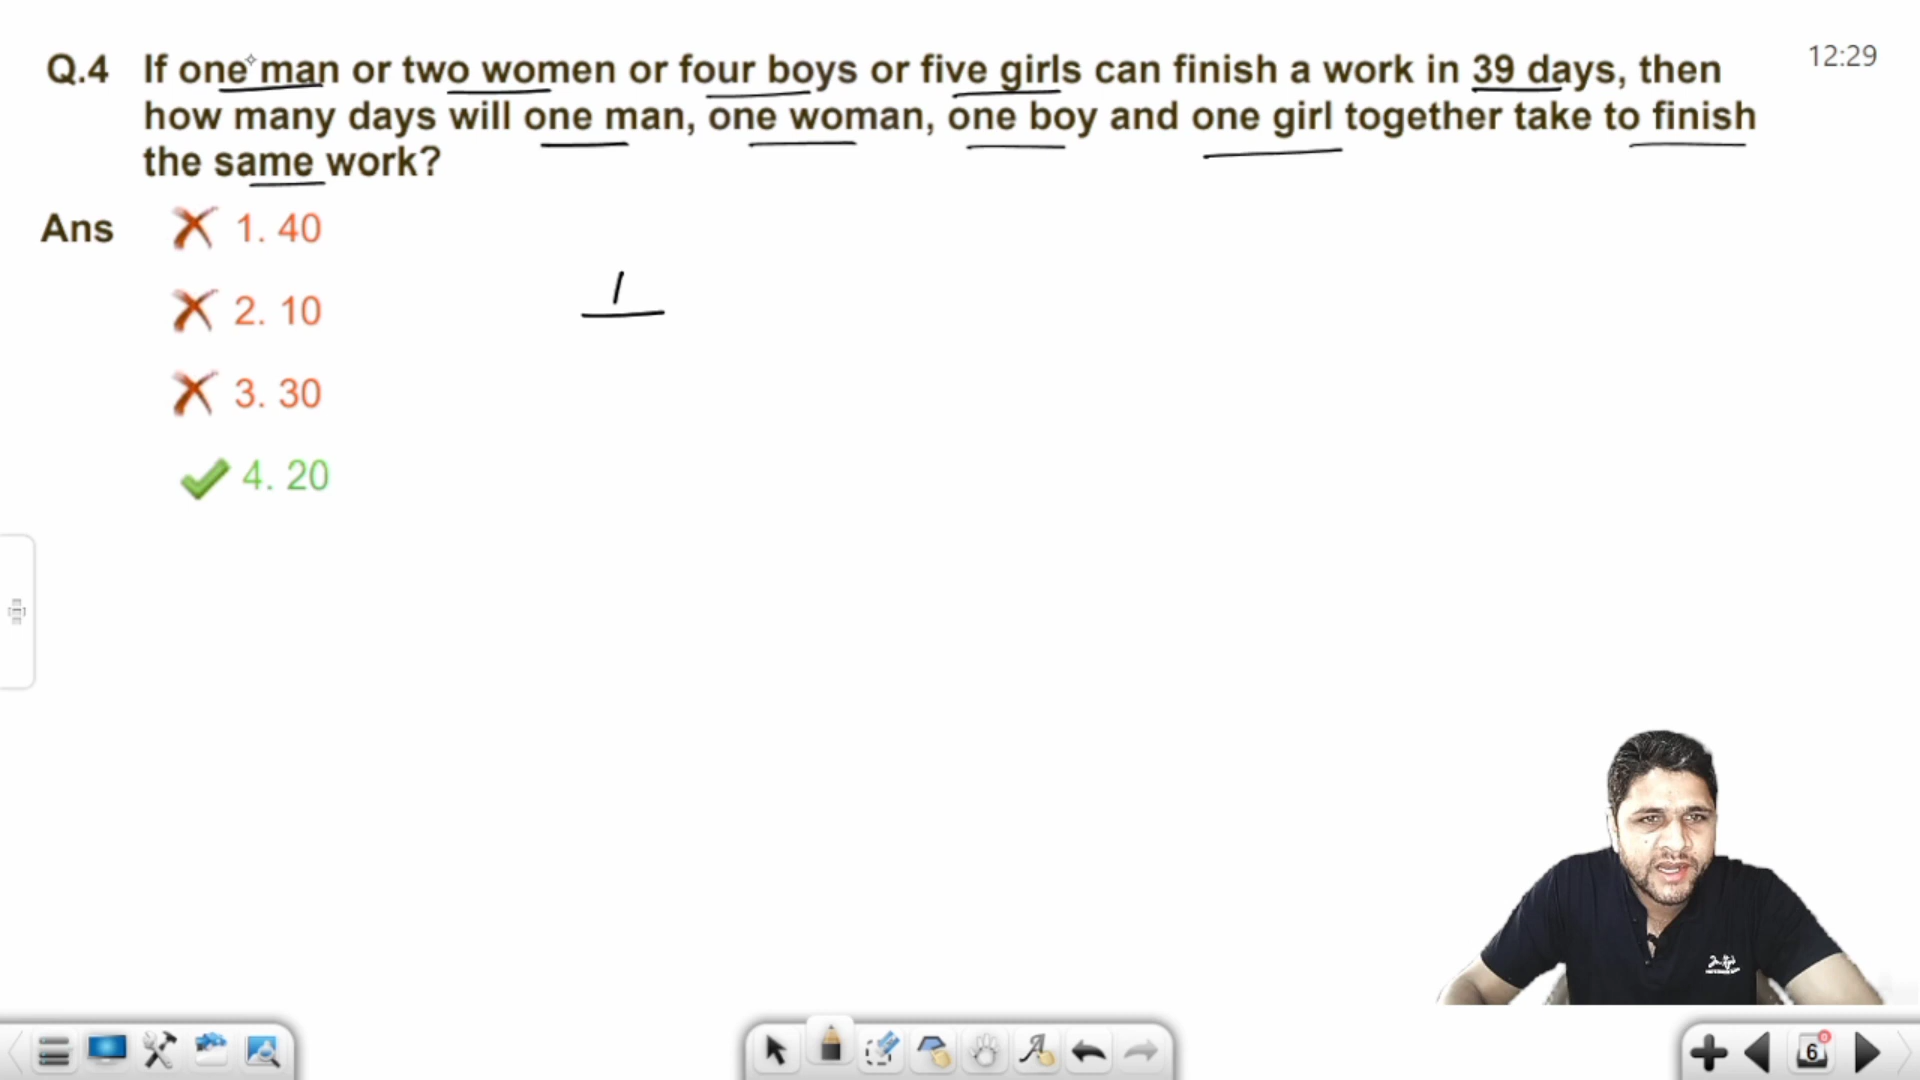 Q.4 If one man or two women or four boys or five girls can finish a work in 39 days, then
how many days will one man, one woman, one boy and one girl together take to finish
the same work?
12:29
Ans
1. 40
2. 10
3. 30
4. 20
1
6